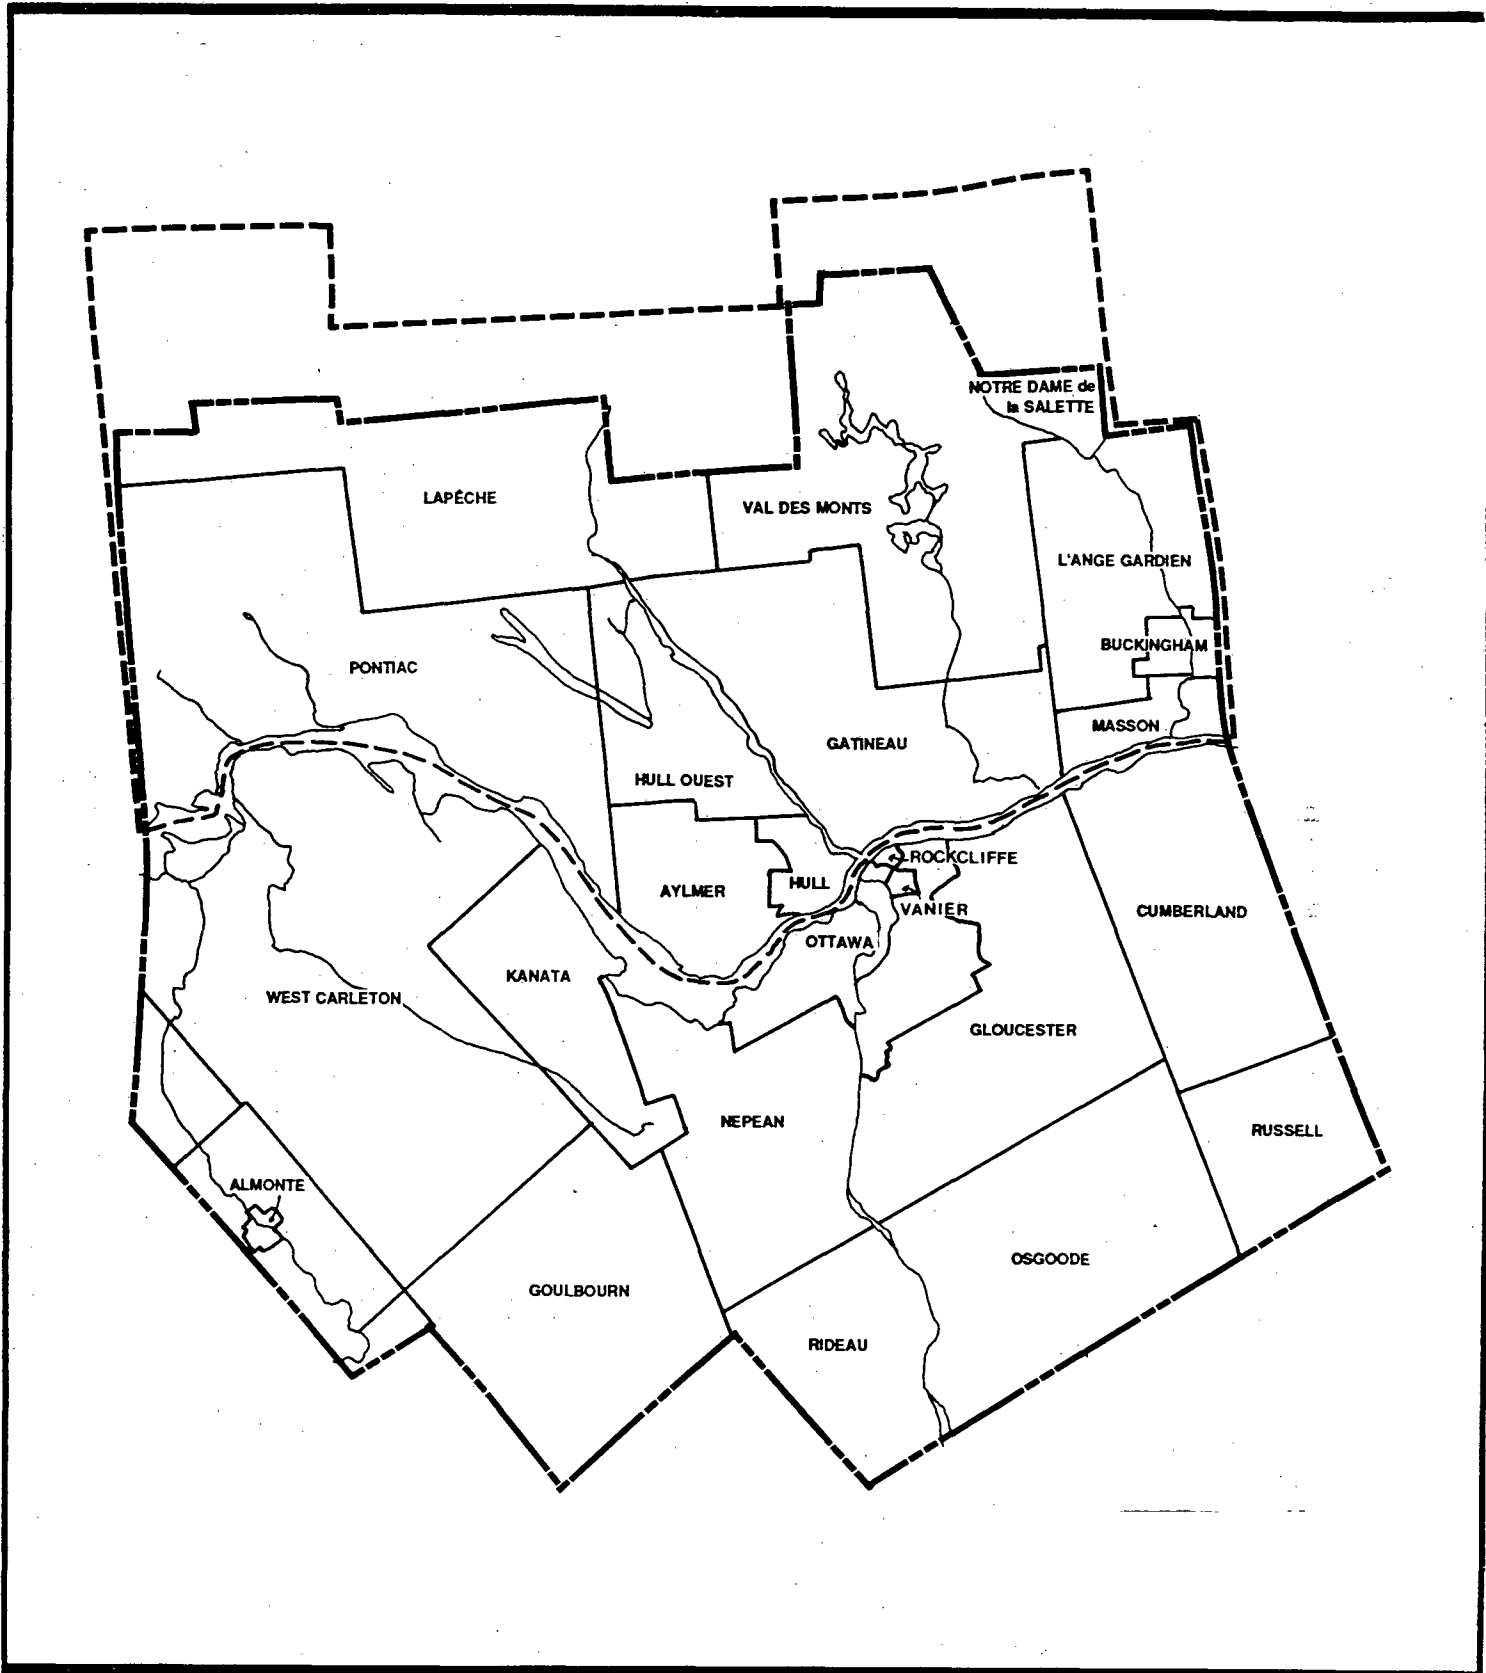 NOTRE DAME de
la SALETTE
LAPÊCHE
VAL DES MONTS
L'ANGE GARDIEN
BUCKINGHAM
PONTIAC
MASSON
GATINEAU
HULL OUEST
ROCKCLIFFE
HULL
AYLMER
VANIER
CUMBERLAND
OTTAWA
KANATA
WEST CARLETON
GLOUCESTER
NEPEAN
RUSSELL
ALMONTE
OSGOODE
GOULBOURN
RIDEAU